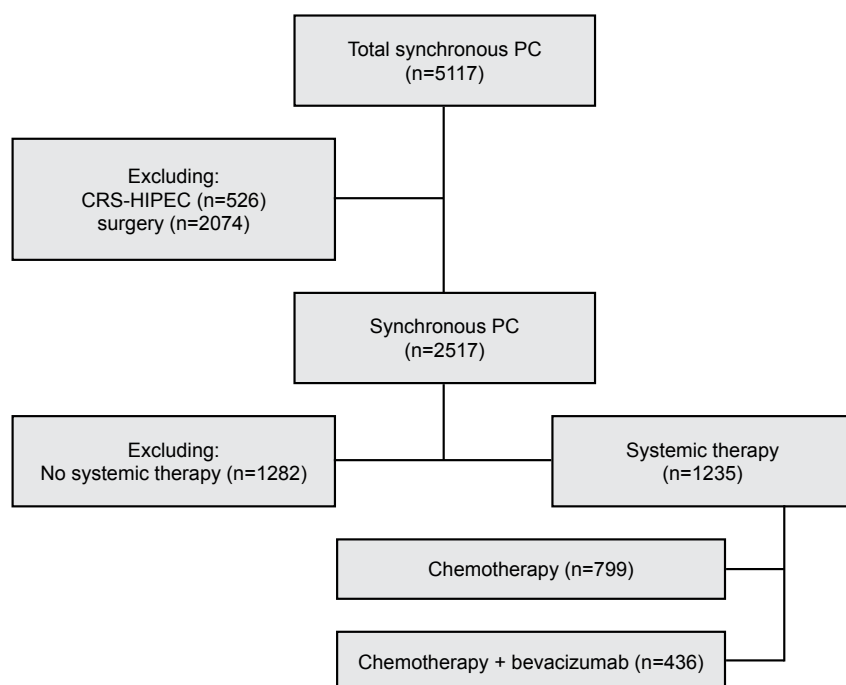 Total synchronous PC
(n=5117)
Excluding:
CRS-HIPEC (n=526)
surgery (n=2074)
Synchronous PC
(n=2517)
Excluding:
No systemic therapy (n=1282)
Systemic therapy
(n=1235)
Chemotherapy (n=799)
Chemotherapy + bevacizumab (n=436)